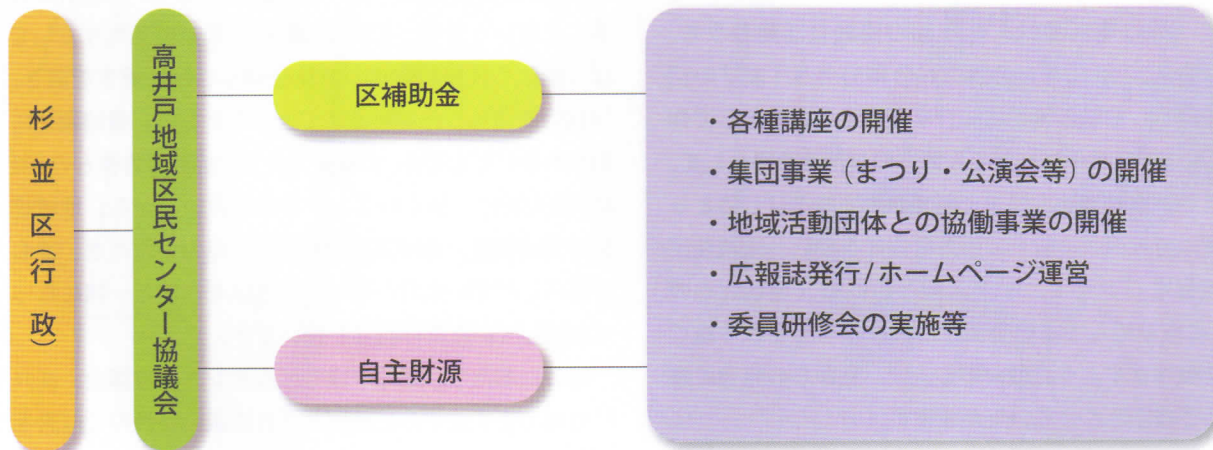 杉並区(行政)
高井戸地域区民センター協議会
区補助金
自主財源
・各種講座の開催
・集団事業(まつり・公演会等)の開催
・地域活動団体との協働事業の開催
・広報誌発行/ホームページ運営
・委員研修会の実施等